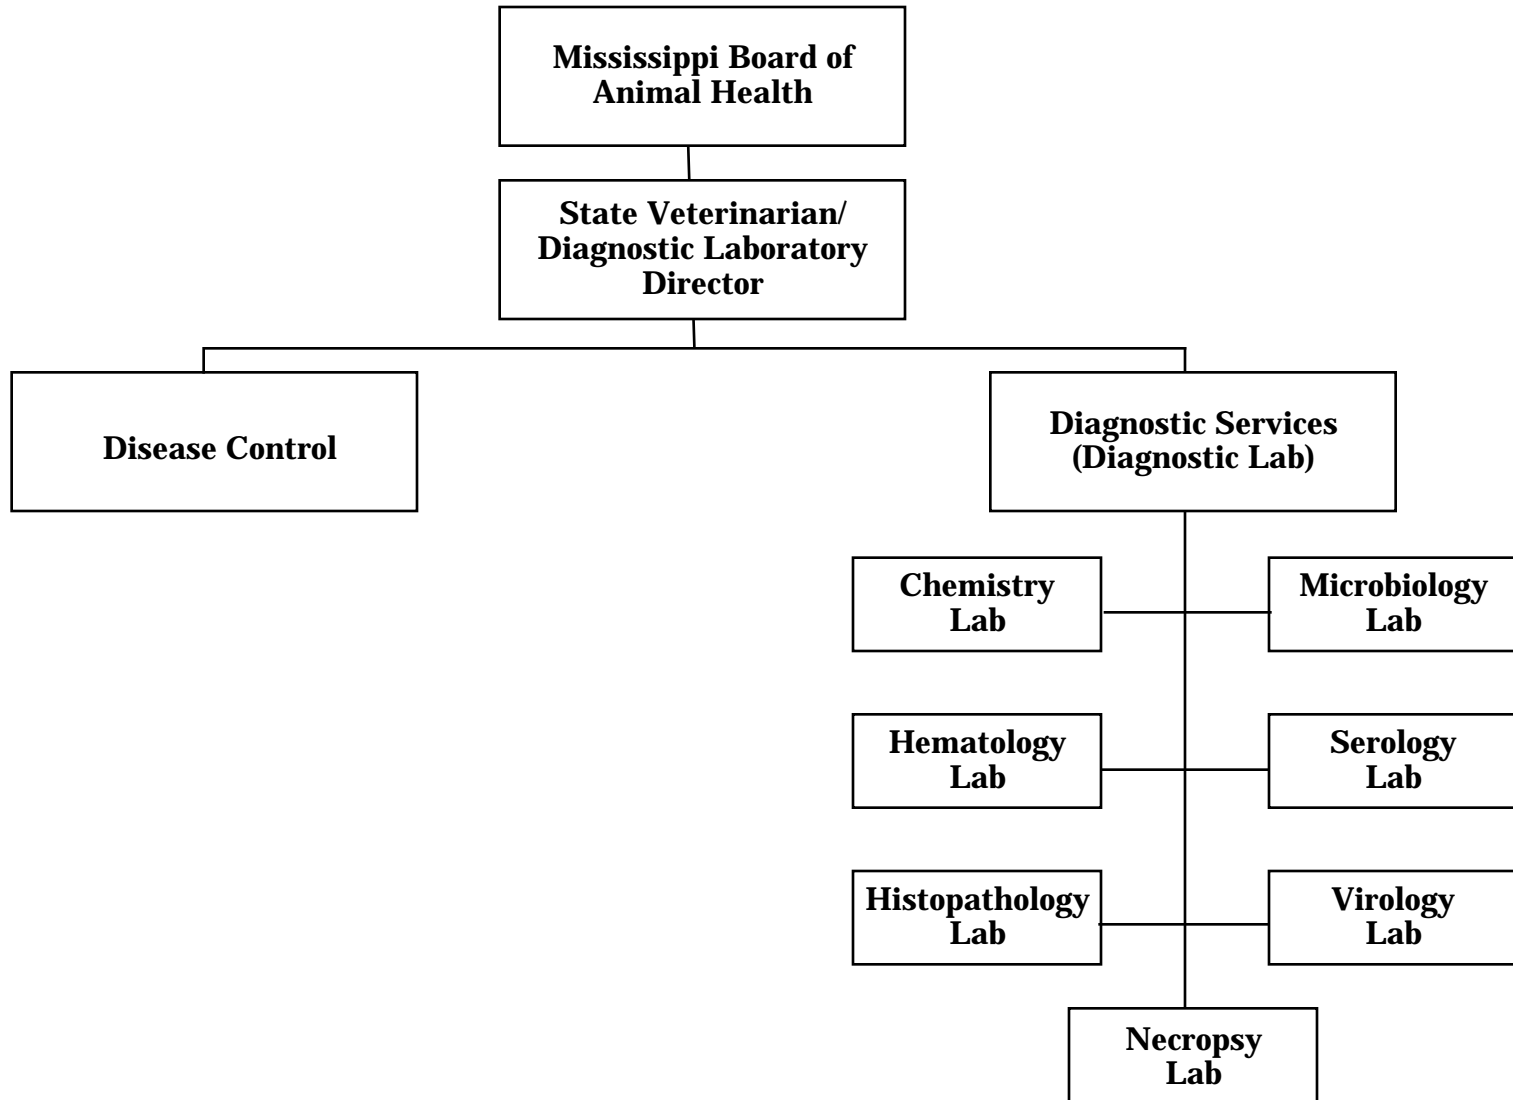 Mississippi Board of
Animal Health
State Veterinarian/
Diagnostic Laboratory
Director
Disease Control
Diagnostic Services
(Diagnostic Lab)
Chemistry
Lab
Microbiology
Lab
Hematology
Lab
Serology
Lab
Histopathology
Lab
Virology
Lab
Necropsy
Lab